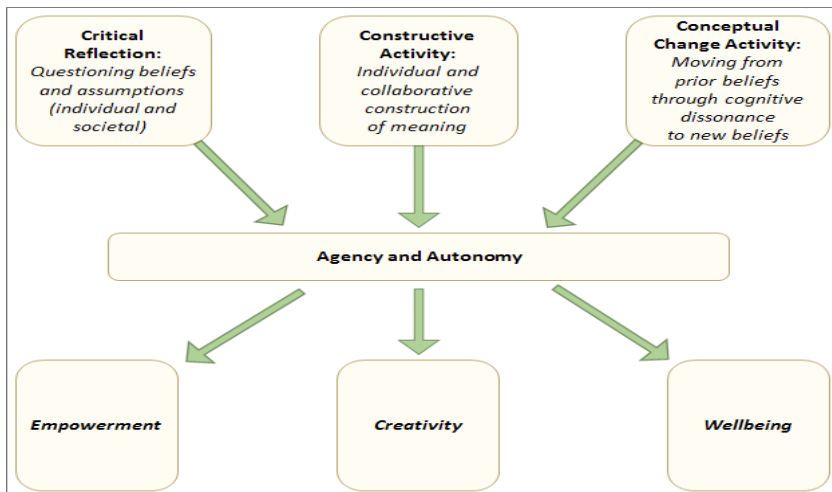 Critical
Reflection:
Questioning beliefs
and assumptions
(individual and
societal)
Constructive
Activity:
Individual and
collaborative
construction
of meaning
Conceptual
Change Activity:
Moving from
prior beliefs
through cognitive
dissonance
to new beliefs
Agency and Autonomy
Empowerment
Creativity
Wellbeing